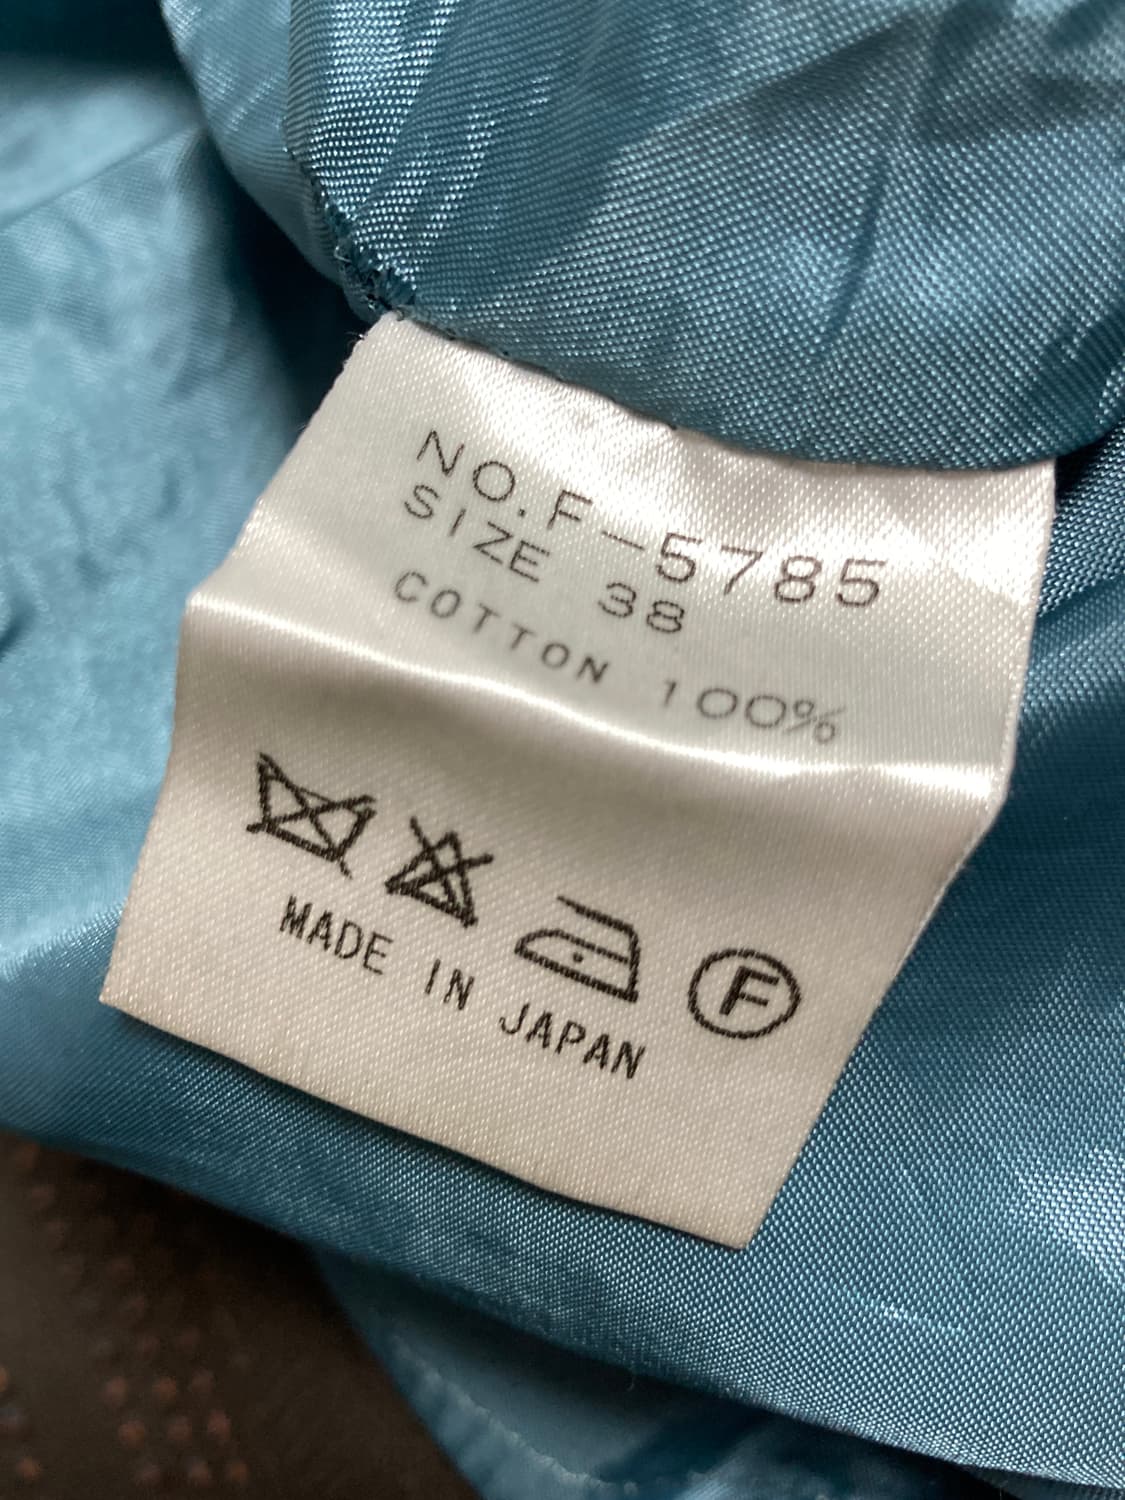 NO.F-5785
SIZE 38
COTTON 100%
F
MADE IN JAPAN